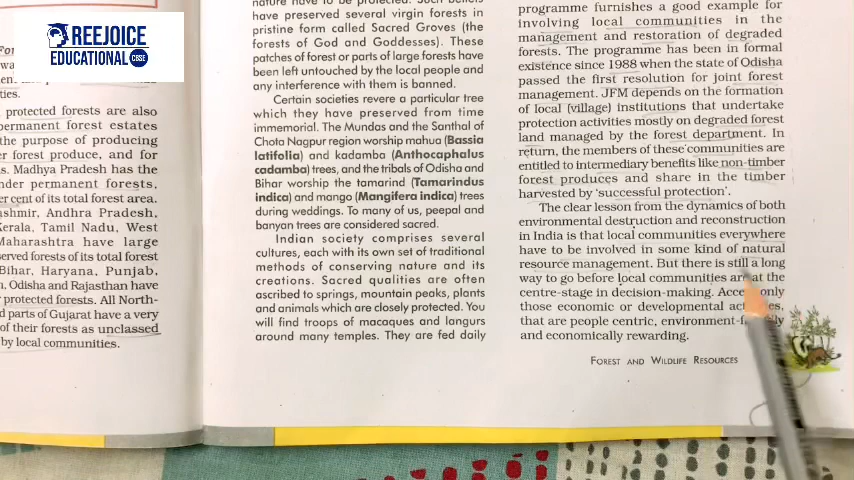 REEJOICE
EDUCATIONAL CBSE
For
wa
ties.
protected forests are also
permanent forest estates
the purpose of producing
er forest produce, and for
s. Madhya Pradesh has the
nder permanent forests,
er cent of its total forest area.
ashmir, Andhra Pradesh,
Kerala, Tamil Nadu, West
Maharashtra have large
served forests of its total forest
Bihar, Haryana, Punjab,
h. Odisha and Rajasthan have
r protected forests. All North-
d parts of Gujarat have a very
of their forests as unclassed
by local communities.
nature have to be protected. Such beliefs
have preserved several virgin forests in
pristine form called Sacred Groves (the
forests of God and Goddesses). These
patches of forest or parts of large forests have
been left untouched by the local people and
any interference with them is banned.
Certain societies revere a particular tree
which they have preserved from time
immemorial. The Mundas and the Santhal of
Chota Nagpur region worship mahua (Bassia
latifolia) and kadamba (Anthocaphalus
cadamba) trees, and the tribals of Odisha and
Bihar worship the tamarind (Tamarindus
indica) and mango (Mangifera indica) trees
during weddings. To many of us, peepal and
banyan trees are considered sacred.
Indian society comprises several
cultures, each with its own set of traditional
methods of conserving nature and its
creations. Sacred qualities are often
ascribed to springs, mountain peaks, plants
and animals which are closely protected. You
will find troops of macaques and langurs
around many temples. They are fed daily
programme furnishes a good example for
involving local communities in the
management and restoration of degraded
forests. The programme has been in formal
existence since 1988 when the state of Odisha
passed the first resolution for joint forest
management. JFM depends on the formation
of local (village) institutions that undertake
protection activities mostly on degraded forest
land managed by the forest department. In
return, the members of these communities are
entitled to intermediary benefits like non-timber
forest produces and share in the timber
harvested by 'successful protection'.
The clear lesson from the dynamics of both
environmental destruction and reconstruction
in India is that local communities everywhere
have to be involved in some kind of natural
resource management. But there is still a long
way to go before local communities are at the
centre-stage in decision-making. Accept only
those economic or developmental
that are people centric,
and economically rewarding.
FOREST AND WILDLIFE RESOURCES